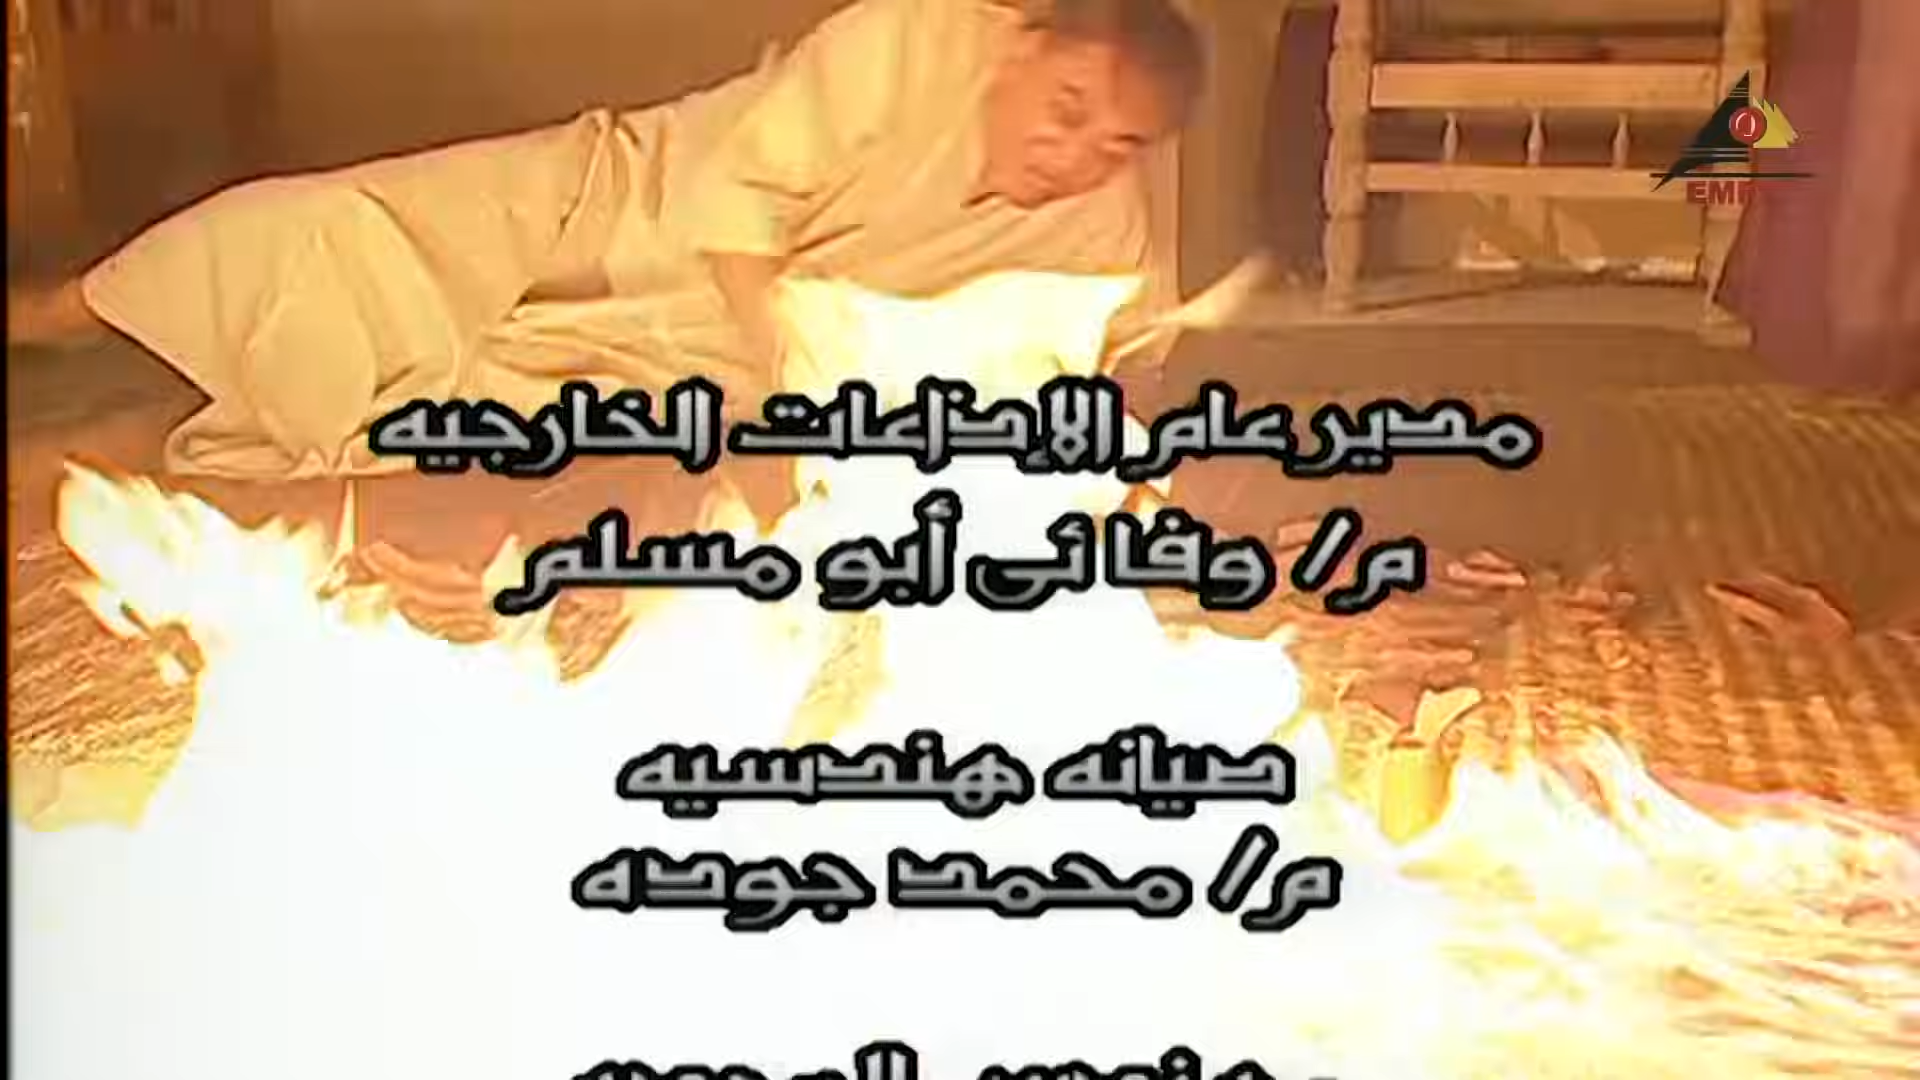 مدير عام الإذاعات الخارجيه
م/ وفائى أبو مسلم
صيانه هندسيه
م/ محمد جوده